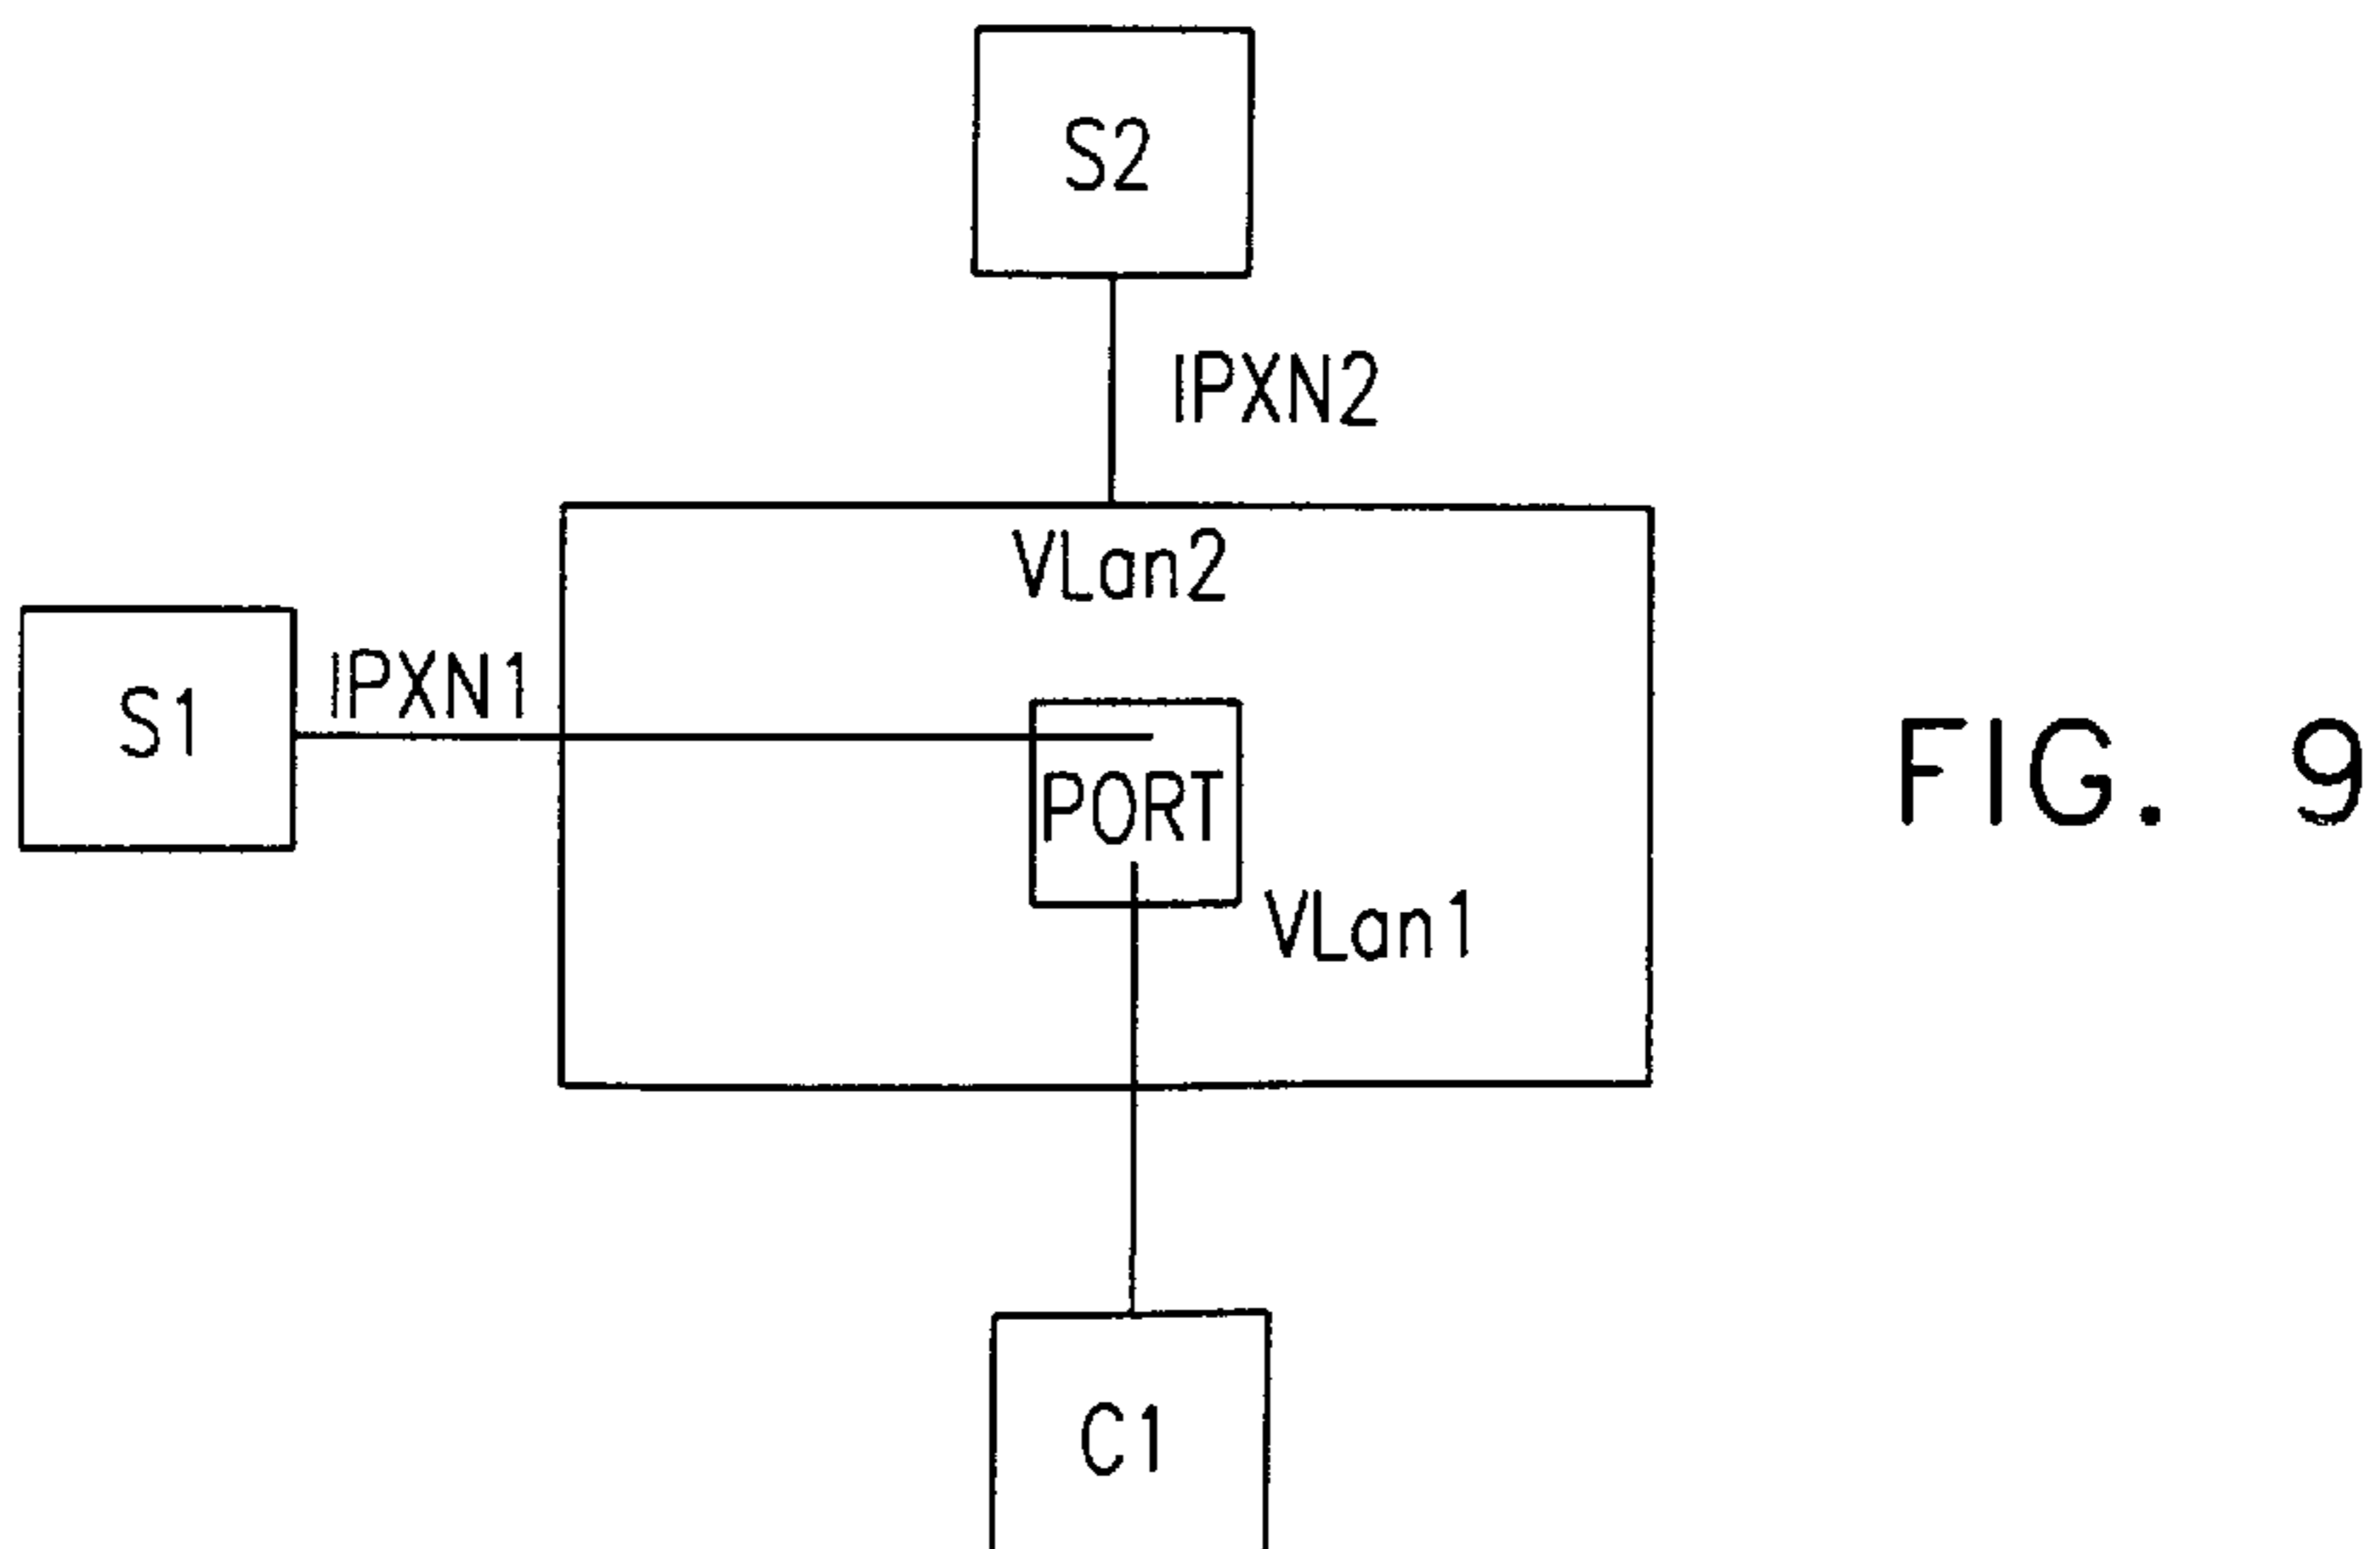 S2
IPXN2
VLan2
S1
IPXN1
PORT
VLan1
FIG. 9
C1